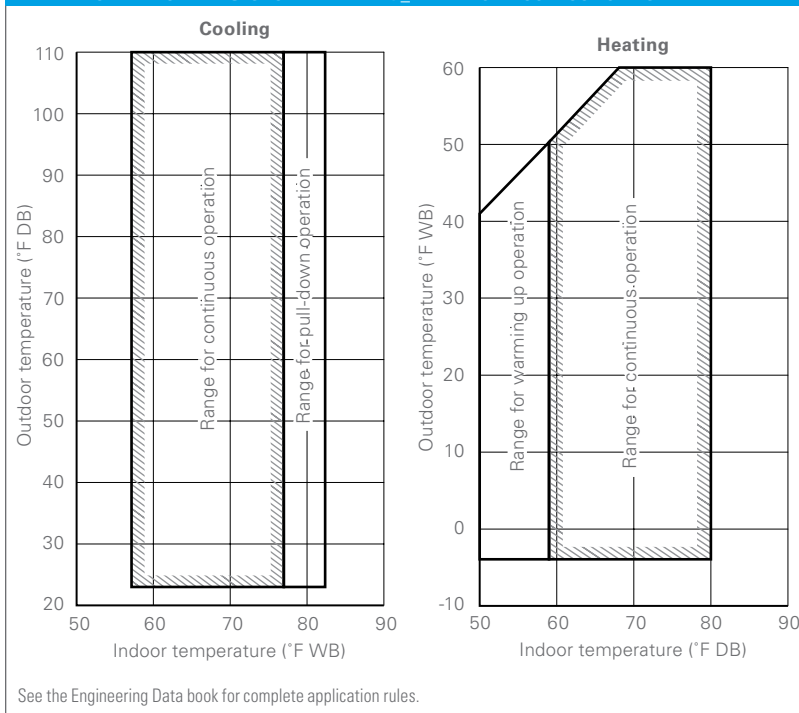 Cooling
110
100
90
80
70
60
50
40
30
20
Outdoor temperature (°F DB)
Range for continuous operation
Range for pull-down operation
50 60 70 80 90
Indoor temperature (°F WB)
Heating
60
50
40
30
20
10
0
-10
Outdoor temperature (°F WB)
Range for warming up operation
Range for continuous operation
50 60 70 80 90
Indoor temperature (°F DB)
See the Engineering Data book for complete application rules.